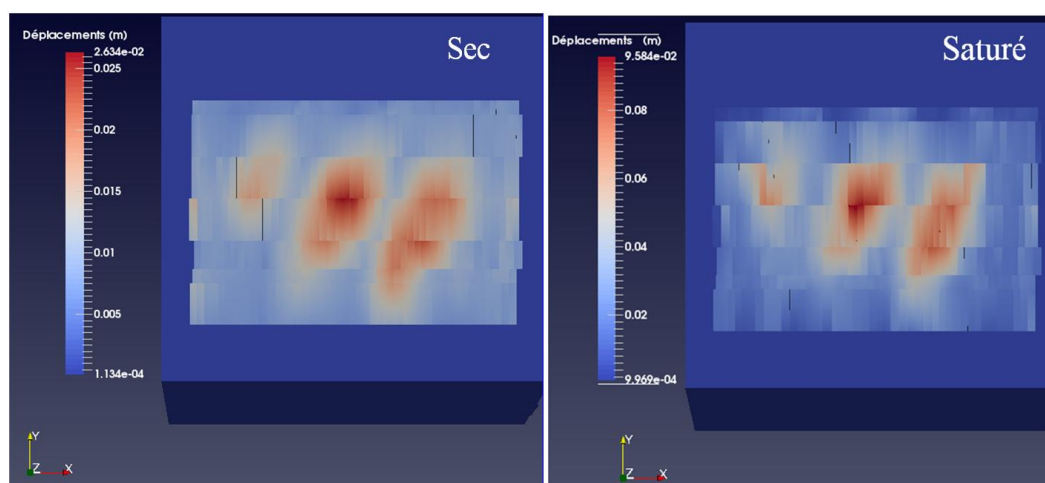 Déplacements (m)
2.634e-02
0.025
0.02
0.015
0.01
0.005
1.134e-04
Sec
Y
Z X
Déplacements (m)
9.584e-02
0.08
0.06
0.04
0.02
9.969e-04
Saturé
Y
Z X